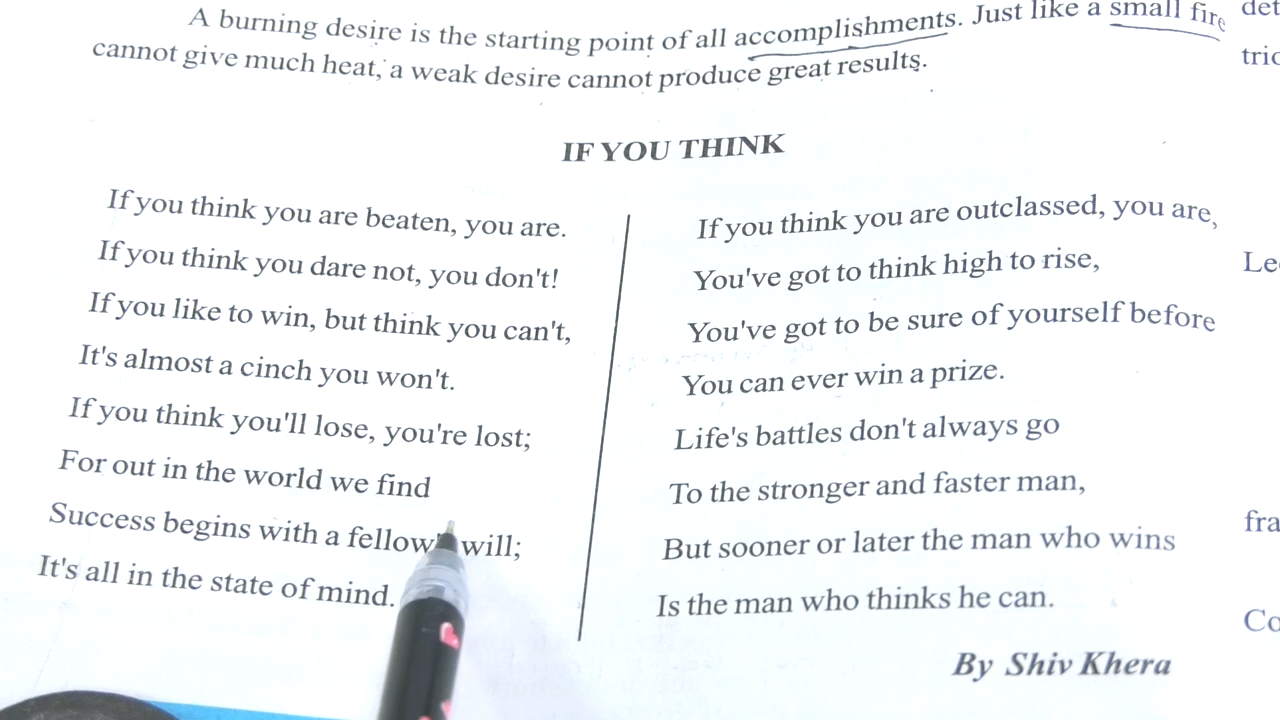 A burning desire is the starting point of all accomplishments. Just like a small fire
cannot give much heat, a weak desire cannot produce great results.
IF YOU THINK
If you think you are beaten, you are.
If you think you dare not, you don't!
If you like to win, but think you can't,
It's almost a cinch you won't.
If you think you'll lose, you're lost;
For out in the world we find
Success begins with a fellow's will;
It's all in the state of mind.
If you think you are outclassed, you are,
You've got to think high to rise,
You've got to be sure of yourself before
You can ever win a prize.
Life's battles don't always go
To the stronger and faster man,
But sooner or later the man who wins
Is the man who thinks he can.
By Shiv Khera